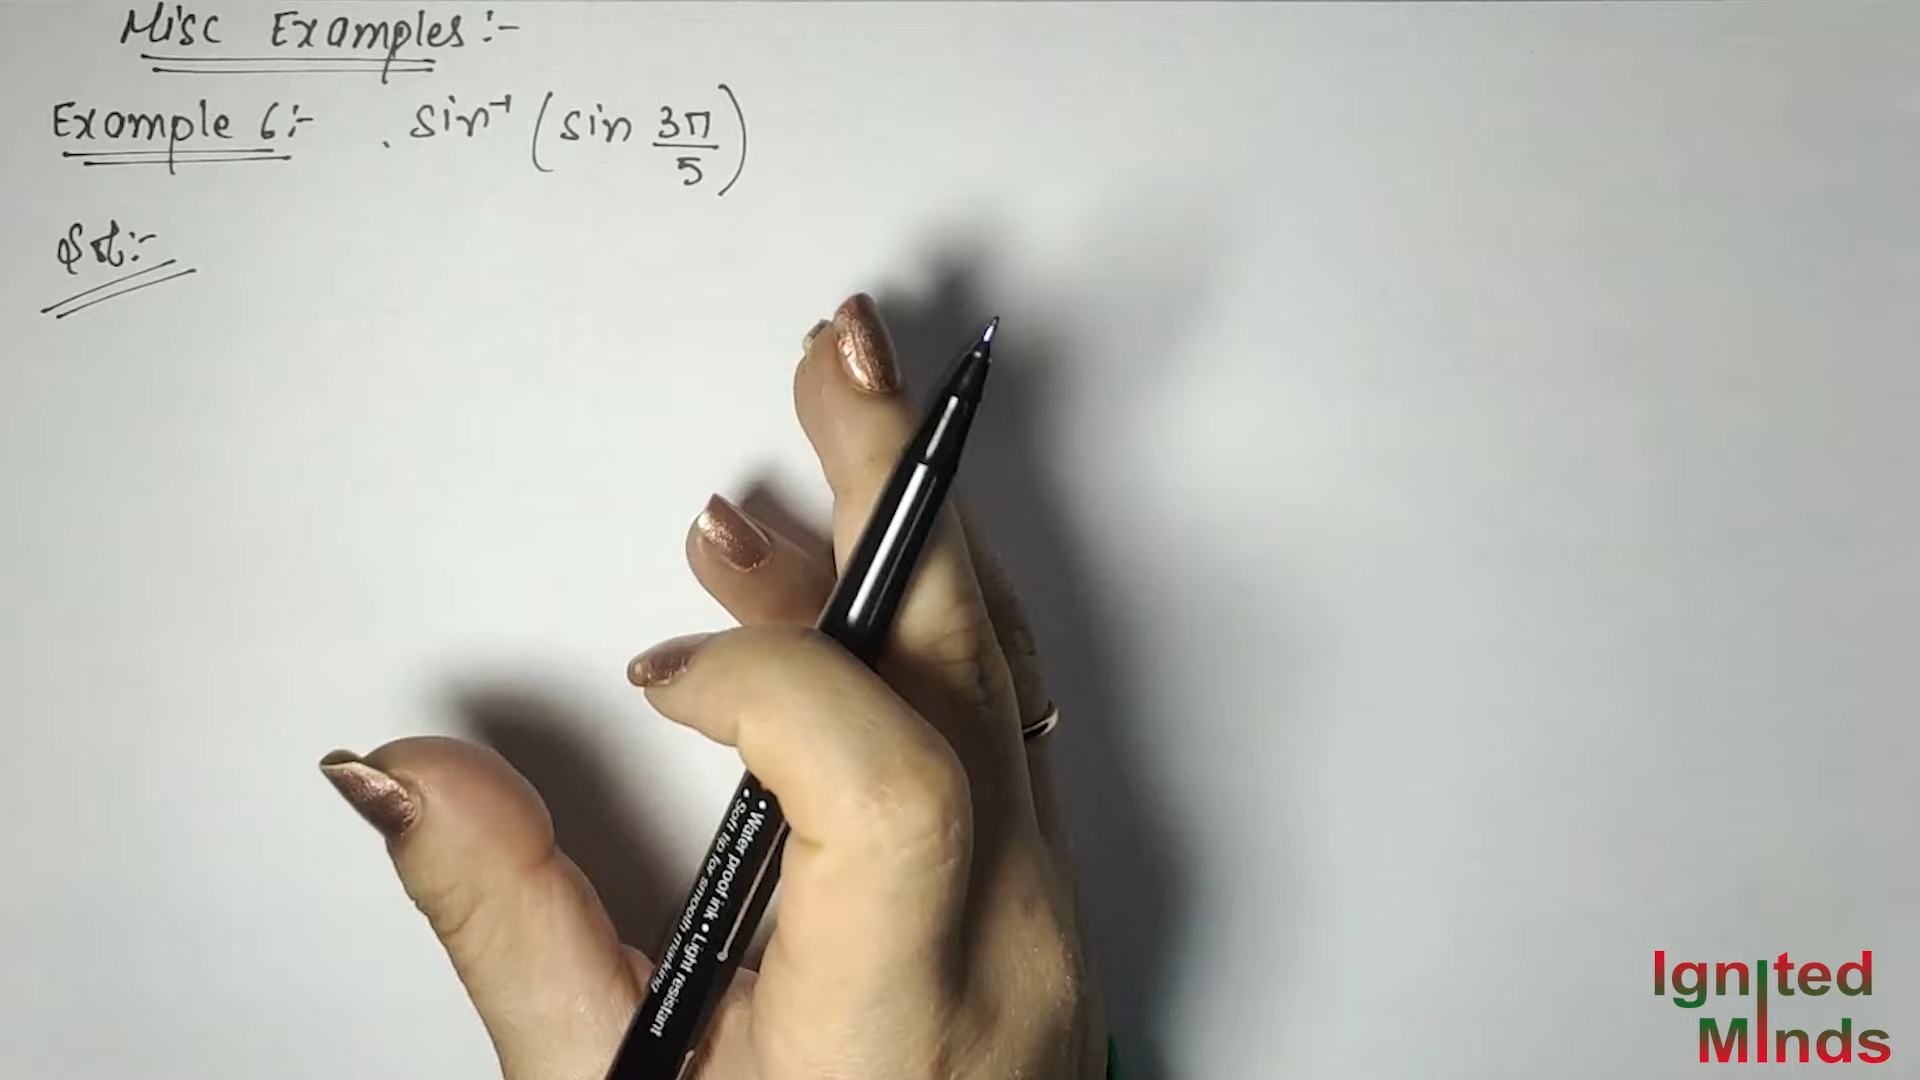 Misc Examples :-
Example 6 :- . sin⁻¹ (sin 3π/5)
Sol :-
• Water proof ink • Light resistant
• Soft tip for smooth marking
Ignited
Minds